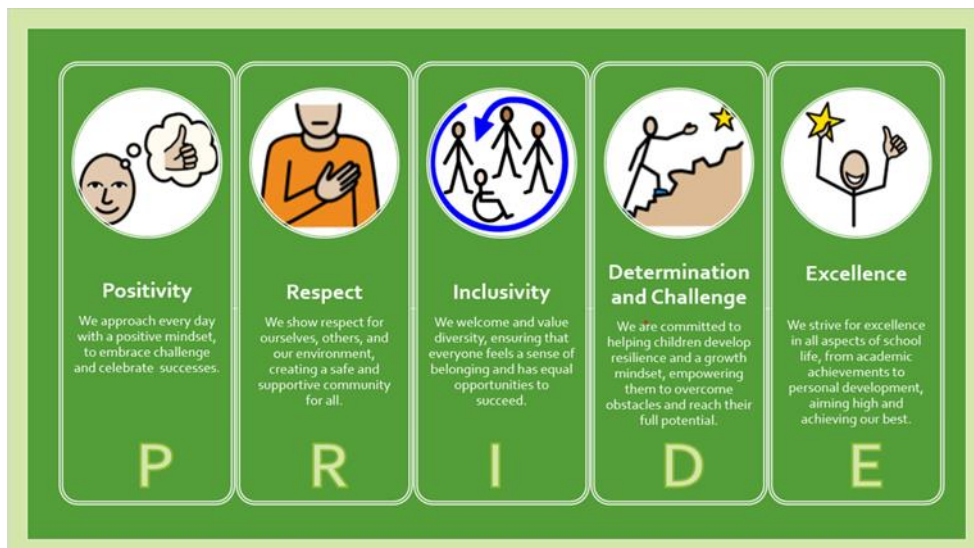 Positivity
We approach every day
with a positive mindset,
to embrace challenge
and celebrate successes.
P
Respect
We show respect for
ourselves, others, and
our environment,
creating a safe and
supportive community
for all.
R
Inclusivity
We welcome and value
diversity, ensuring that
everyone feels a sense of
belonging and has equal
opportunities to
succeed.
I
Determination
and Challenge
We are committed to
helping children develop
resilience and a growth
mindset, empowering
them to overcome
obstacles and reach their
full potential.
D
Excellence
We strive for excellence
in all aspects of school
life, from academic
achievements to
personal development,
aiming high and
achieving our best.
E